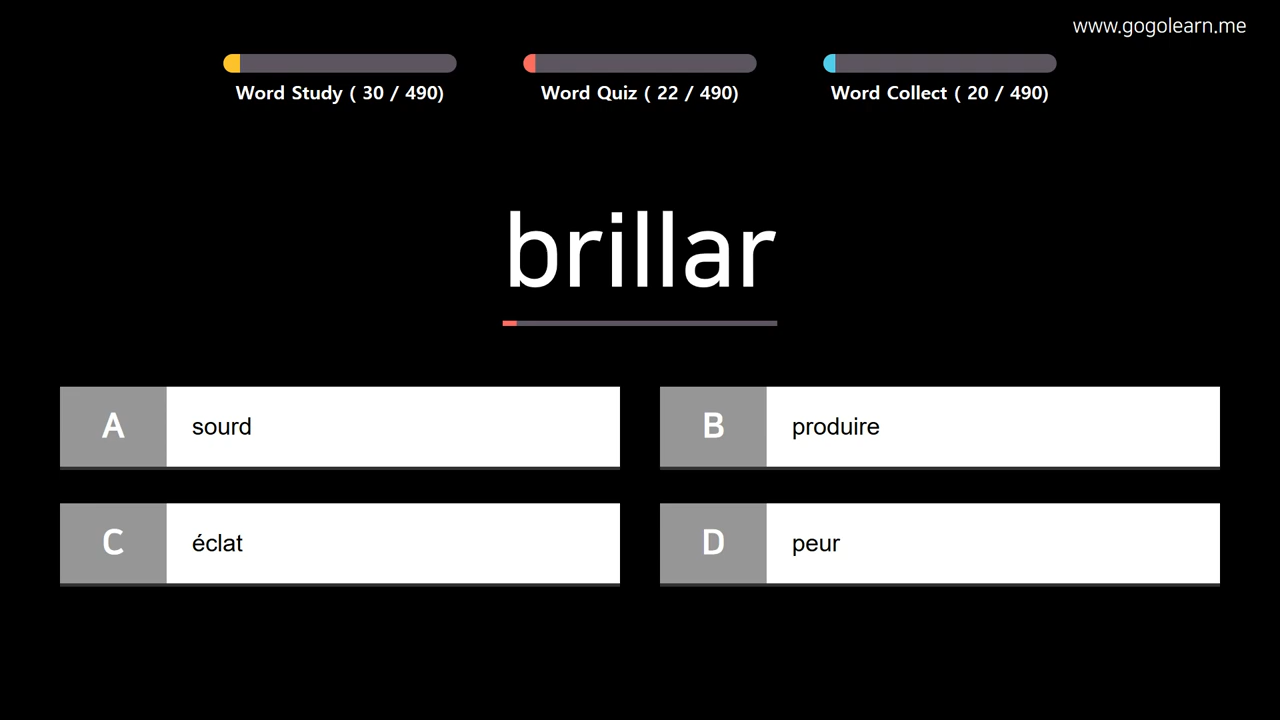 www.gogolearn.me
Word Study ( 30 / 490)
Word Quiz ( 22 / 490)
Word Collect ( 20 / 490)
brillar
A sourd
B produire
C éclat
D peur